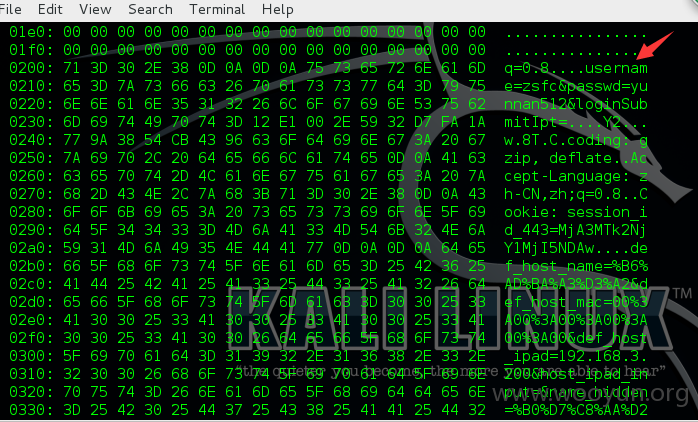 File Edit View Search Terminal Help
01e0: 00 00 00 00 00 00 00 00 00 00 00 00 00 00 00 00 ................
01f0: 00 00 00 00 00 00 00 00 00 00 00 00 00 00 00 00 ................
0200: 71 3D 30 2E 38 0D 0A 0D 0A 75 73 65 72 6E 61 6D q=0.8....usernam
0210: 65 3D 7A 73 66 63 26 70 61 73 73 77 64 3D 79 75 e=zsfc&passwd=yu
0220: 6E 6E 61 6E 35 31 32 26 6C 6F 67 69 6E 53 75 62 nnan512&loginSub
0230: 6D 69 74 49 70 74 3D 12 E1 00 2E 59 32 D7 FA 1A mitIpt=....Y2...
0240: 77 9A 38 54 CB 43 96 63 6F 64 69 6E 67 3A 20 67 w.8T.C.coding: g
0250: 7A 69 70 2C 20 64 65 66 6C 61 74 65 0D 0A 41 63 zip, deflate..Ac
0260: 63 65 70 74 2D 4C 61 6E 67 75 61 67 65 3A 20 7A cept-Language: z
0270: 68 2D 43 4E 2C 7A 68 3B 71 3D 30 2E 38 0D 0A 43 h-CN,zh;q=0.8..C
0280: 6F 6F 6B 69 65 3A 20 73 65 73 73 69 6F 6E 5F 69 ookie: session_i
0290: 64 5F 34 34 33 3D 4D 6A 41 33 4D 54 6B 32 4E 6A d_443=MjA3MTk2Nj
02a0: 59 31 4D 6A 49 35 4E 44 41 77 0D 0A 0D 0A 64 65 Y1MjI5NDAw....de
02b0: 66 5F 68 6F 73 74 5F 6E 61 6D 65 3D 25 42 36 25 f_host_name=%B6%
02c0: 41 44 25 42 41 25 41 33 25 44 33 25 41 32 26 64 AD%BA%A3%D3%A2&d
02d0: 65 66 5F 68 6F 73 74 5F 6D 61 63 3D 30 30 25 33 ef_host_mac=00%3
02e0: 41 30 30 25 33 41 30 30 25 33 41 30 30 25 33 41 A00%3A00%3A00%3A
02f0: 30 30 25 33 41 30 30 26 64 65 66 5F 68 6F 73 74 00%3A00&def_host
0300: 5F 69 70 61 64 3D 31 39 32 2E 31 36 38 2E 33 2E _ipad=192.168.3.
0310: 32 30 30 26 68 6F 73 74 5F 69 70 61 64 5F 69 6E 200&host_ipad_in
0320: 70 75 74 3D 26 6E 61 6D 65 5F 68 69 64 64 65 6E put=&name_hidden
0330: 3D 25 42 30 25 44 37 25 43 38 25 41 41 25 44 32 =%B0%D7%C8%AA%D2
KALI LINUX™
"the quieter you become, the more you are able to hear"
www.wooyun.org